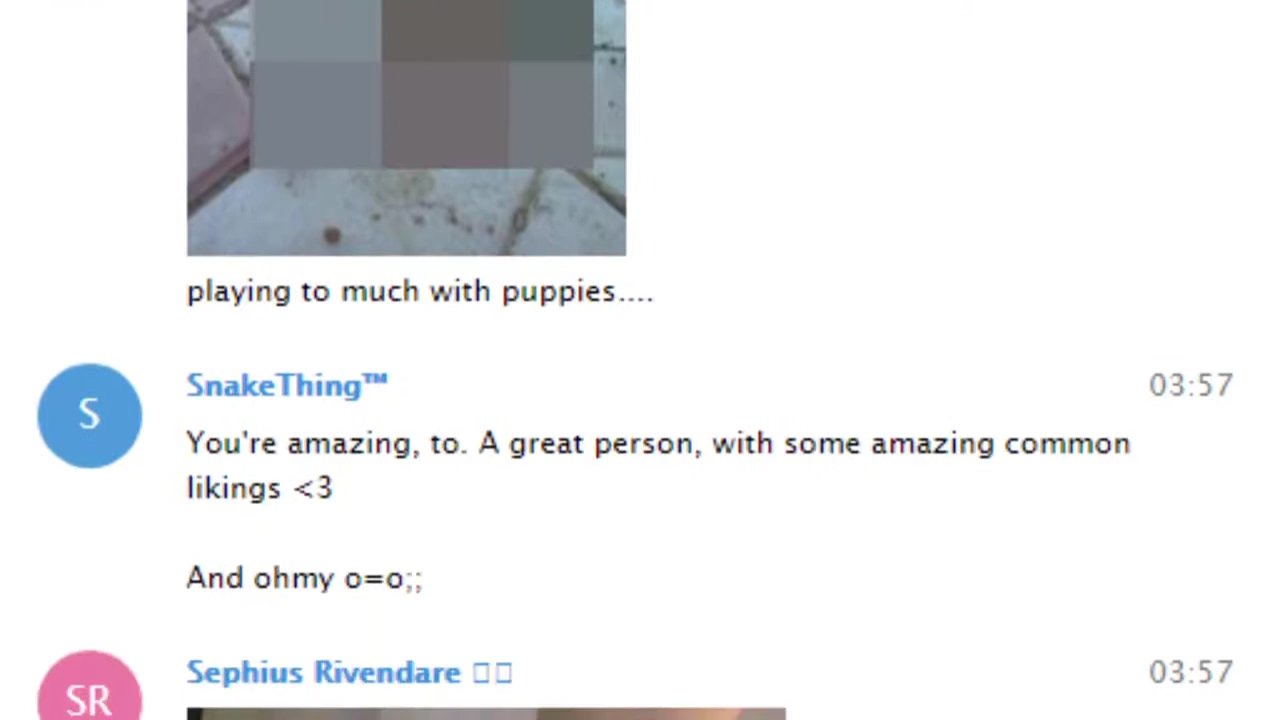 playing to much with puppies....
SnakeThing™ 03:57
S
You're amazing, to. A great person, with some amazing common
likings <3
And ohmy o=o;;
Sephius Rivendare 03:57
SR